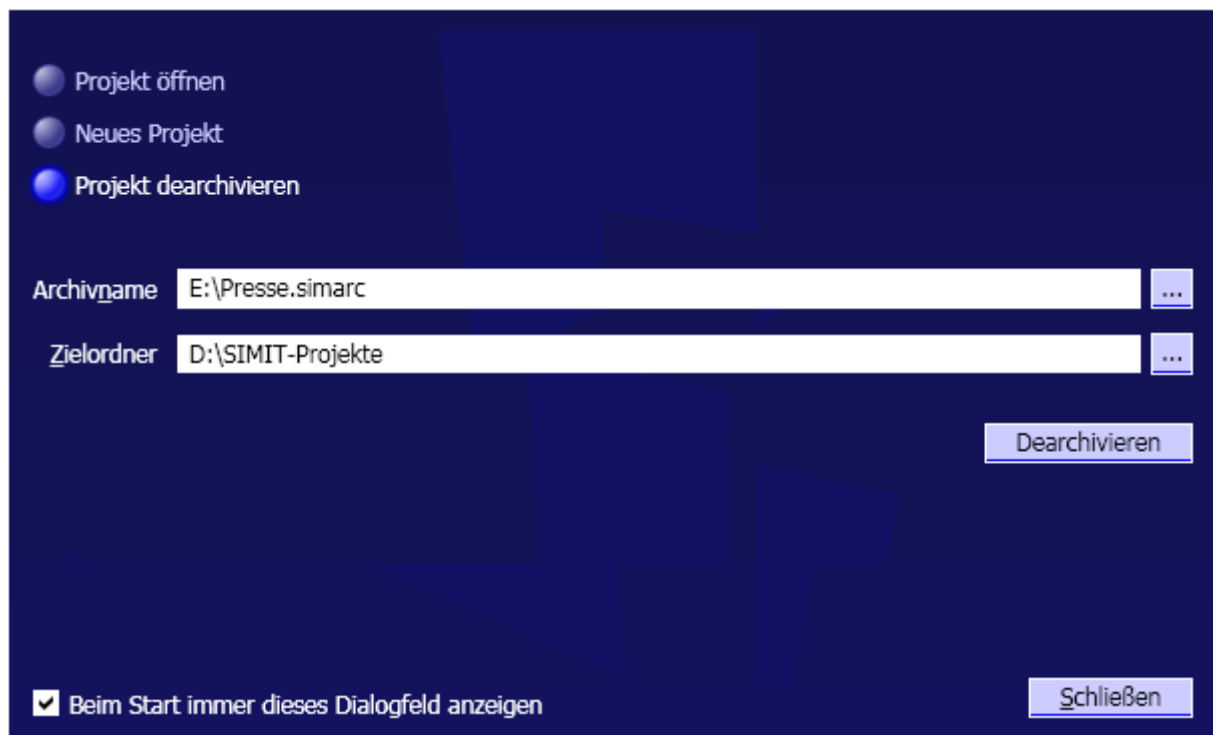 Projekt öffnen
Neues Projekt
Projekt dearchivieren
Archivname E:\Presse.simarc ...
Zielordner D:\SIMIT-Projekte ...
Dearchivieren
Beim Start immer dieses Dialogfeld anzeigen Schließen